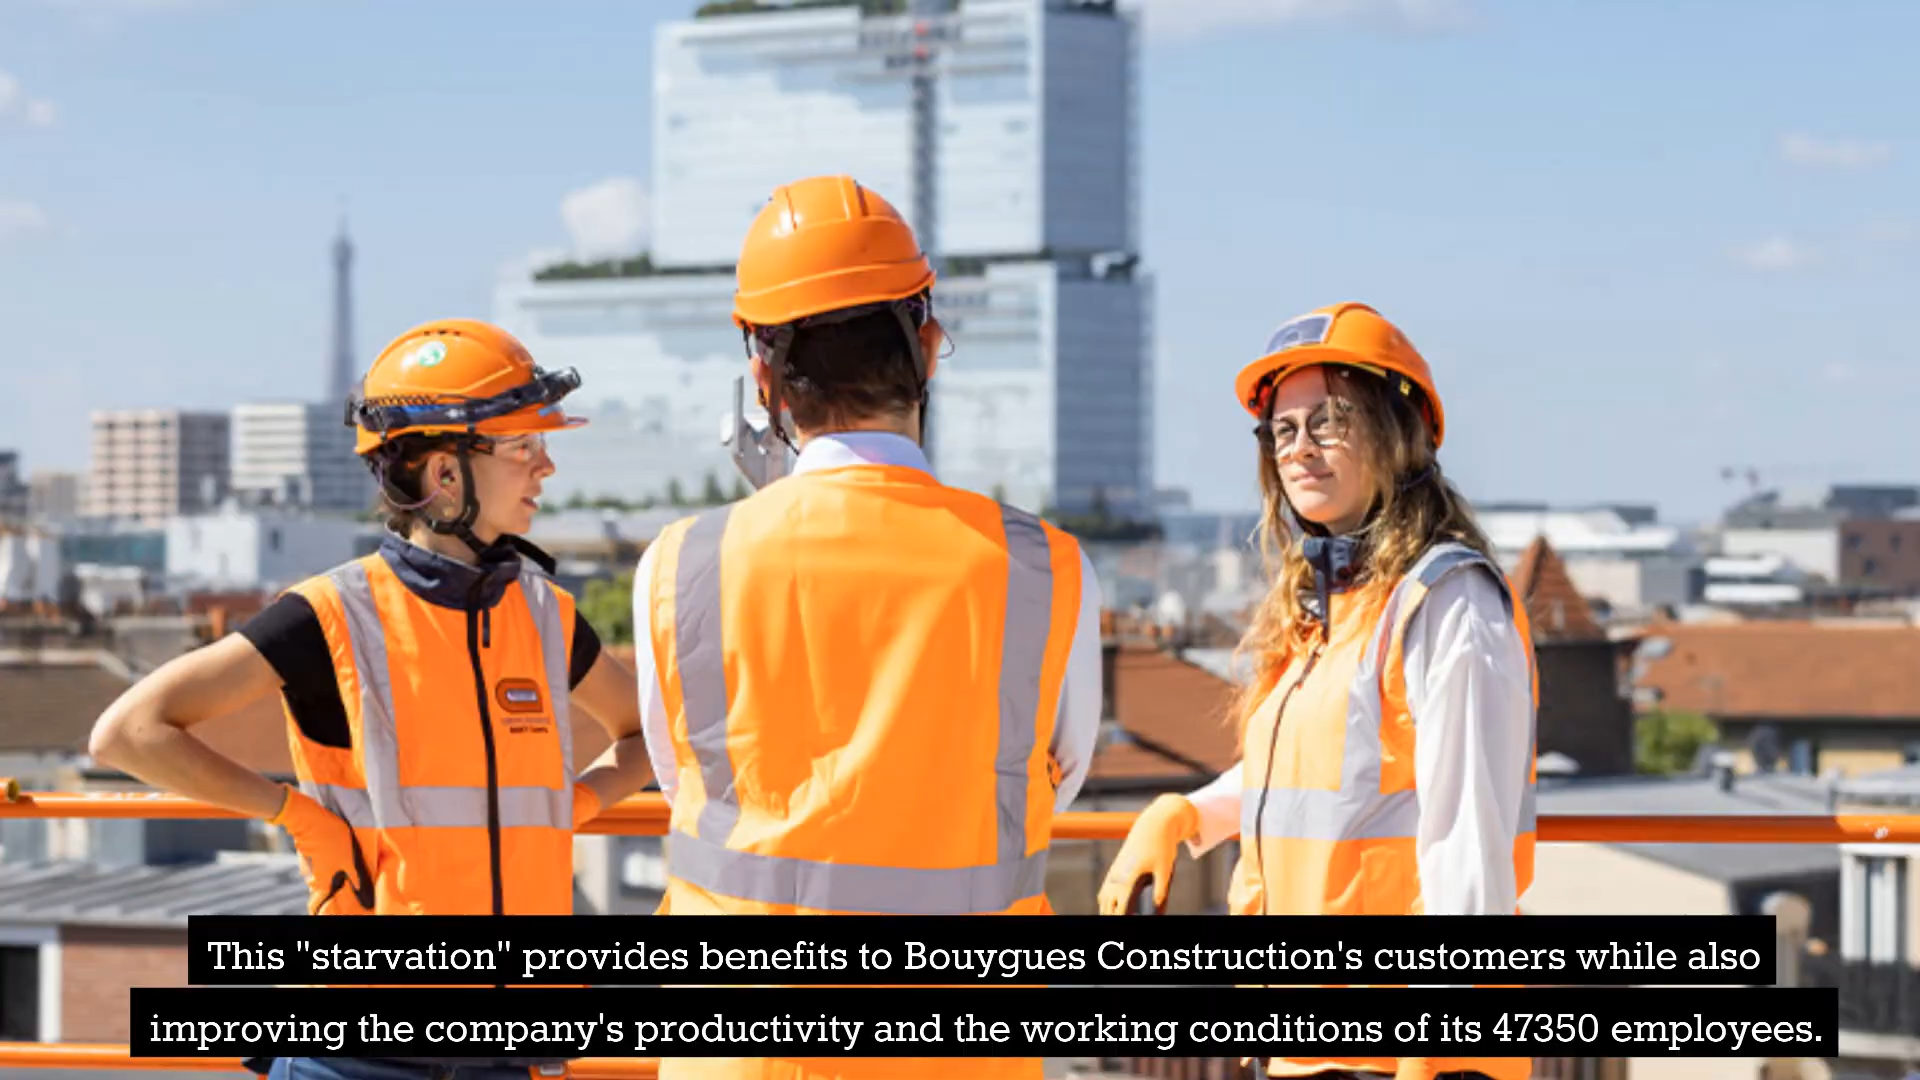 This "starvation" provides benefits to Bouygues Construction's customers while also
improving the company's productivity and the working conditions of its 47350 employees.